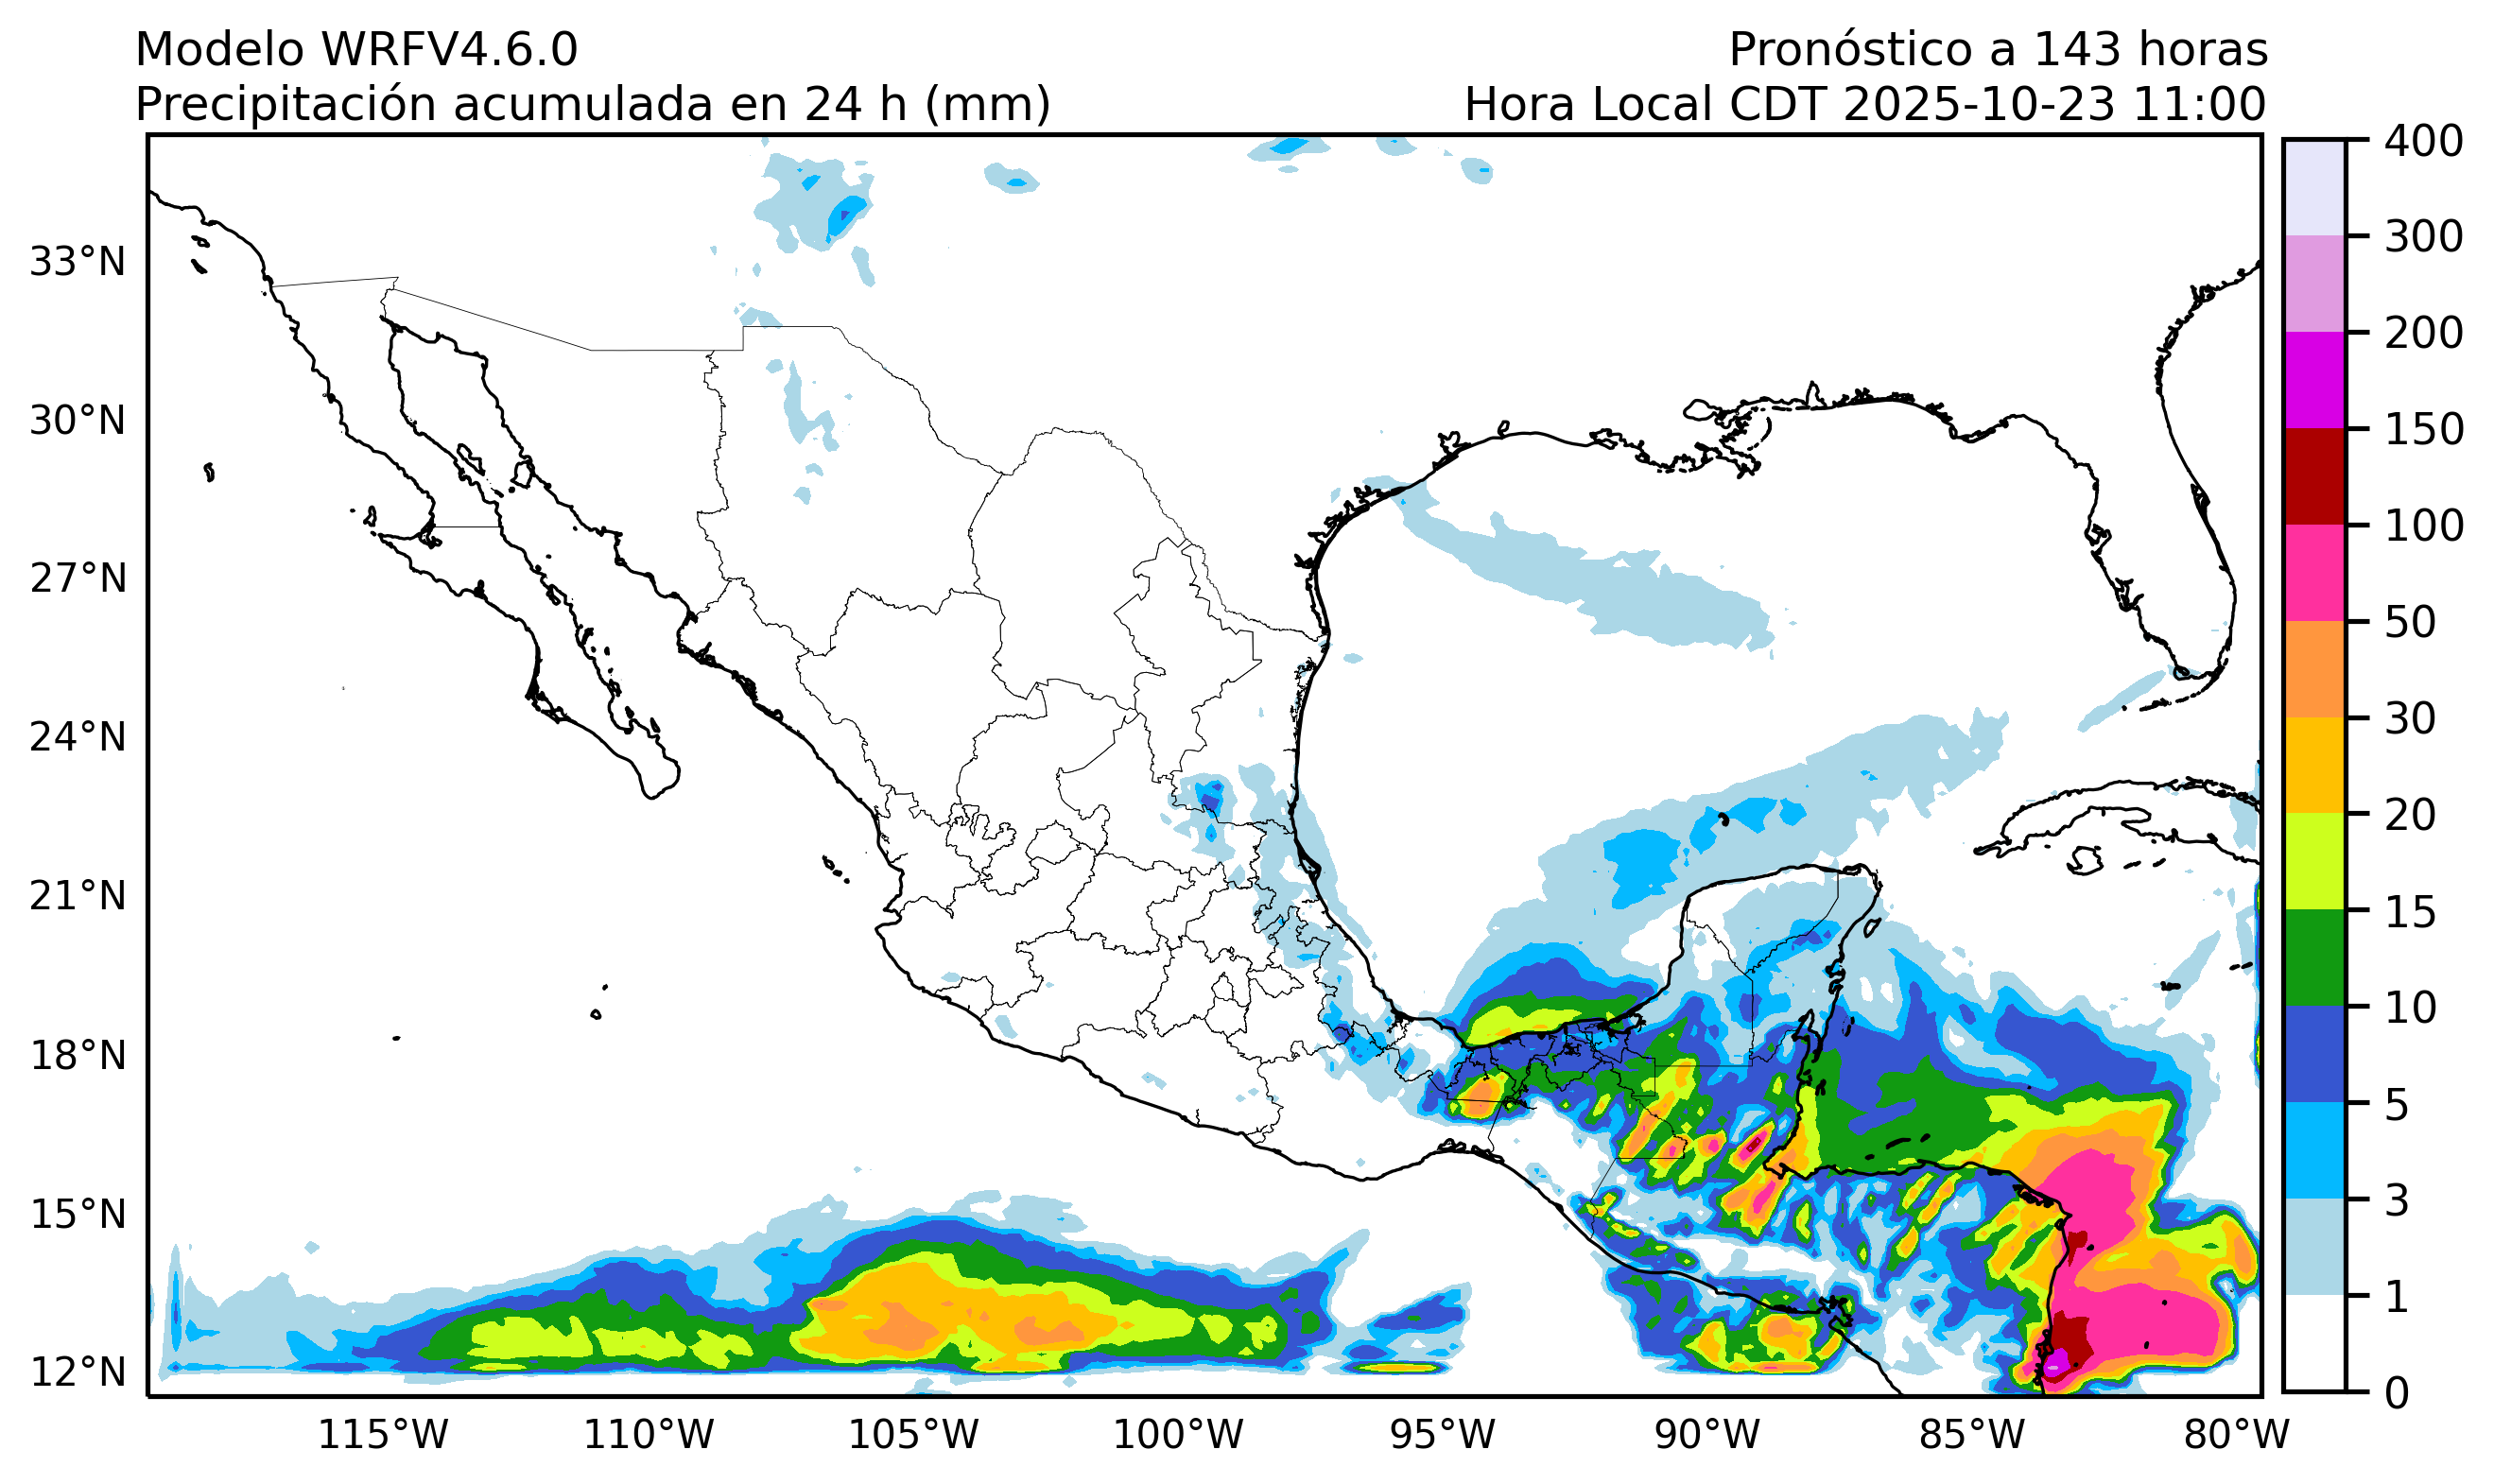 Modelo WRFV4.6.0
Pronóstico a 143 horas
Precipitación acumulada en 24 h (mm)
Hora Local CDT 2025-10-23 11:00
33°N
30°N
27°N
24°N
21°N
18°N
15°N
12°N
115°W
110°W
105°W
100°W
95°W
90°W
85°W
80°W
400
300
200
150
100
50
30
20
15
10
5
3
1
0